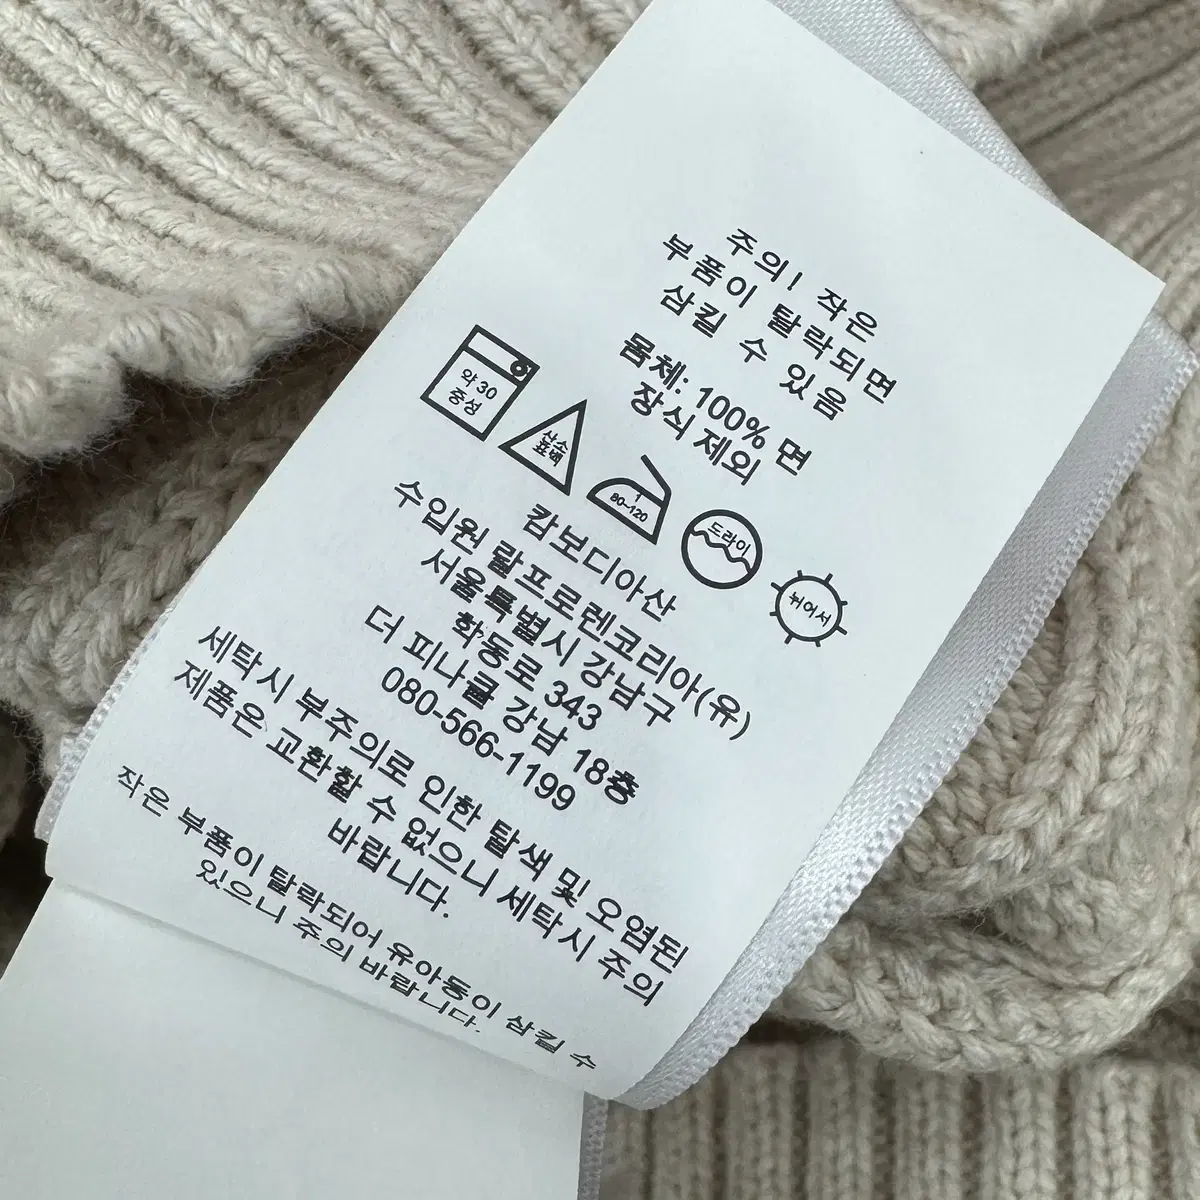 주의! 작은
부품이 탈락되면
삼킬 수 있음
몸체: 100% 면
장식 제외
약 30
중성
산소
표백
1
80-120
도라이
뉘어서
캄보디아산
수입원 랄프로렌코리아(유)
서울특별시 강남구
학동로 343
더 피나클 강남 18층
080-566-1199
세탁시 부주의로 인한 탈색 및 오염된
제품은 교환할 수 없으니 세탁시 주의
바랍니다.
작은 부품이 탈락되어 유아동이 삼킬 수
있으니 주의 바랍니다.